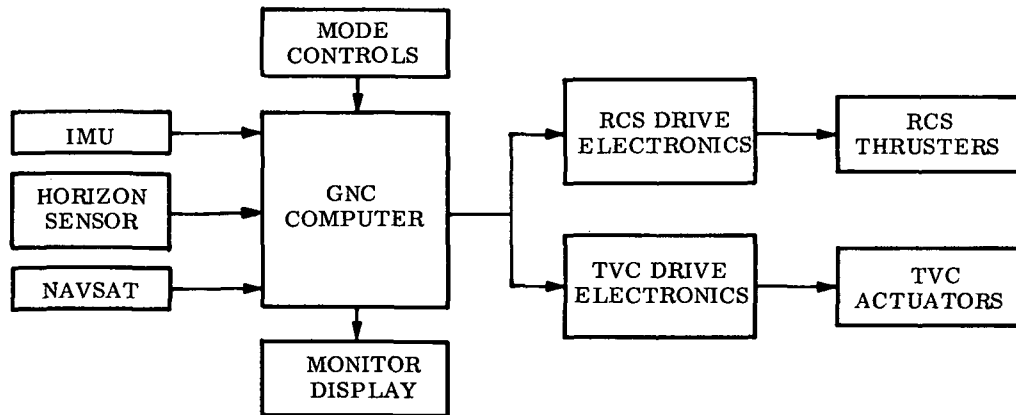 MODE
CONTROLS
IMU
HORIZON
SENSOR
NAVSAT
GNC
COMPUTER
MONITOR
DISPLAY
RCS DRIVE
ELECTRONICS
RCS
THRUSTERS
TVC DRIVE
ELECTRONICS
TVC
ACTUATORS